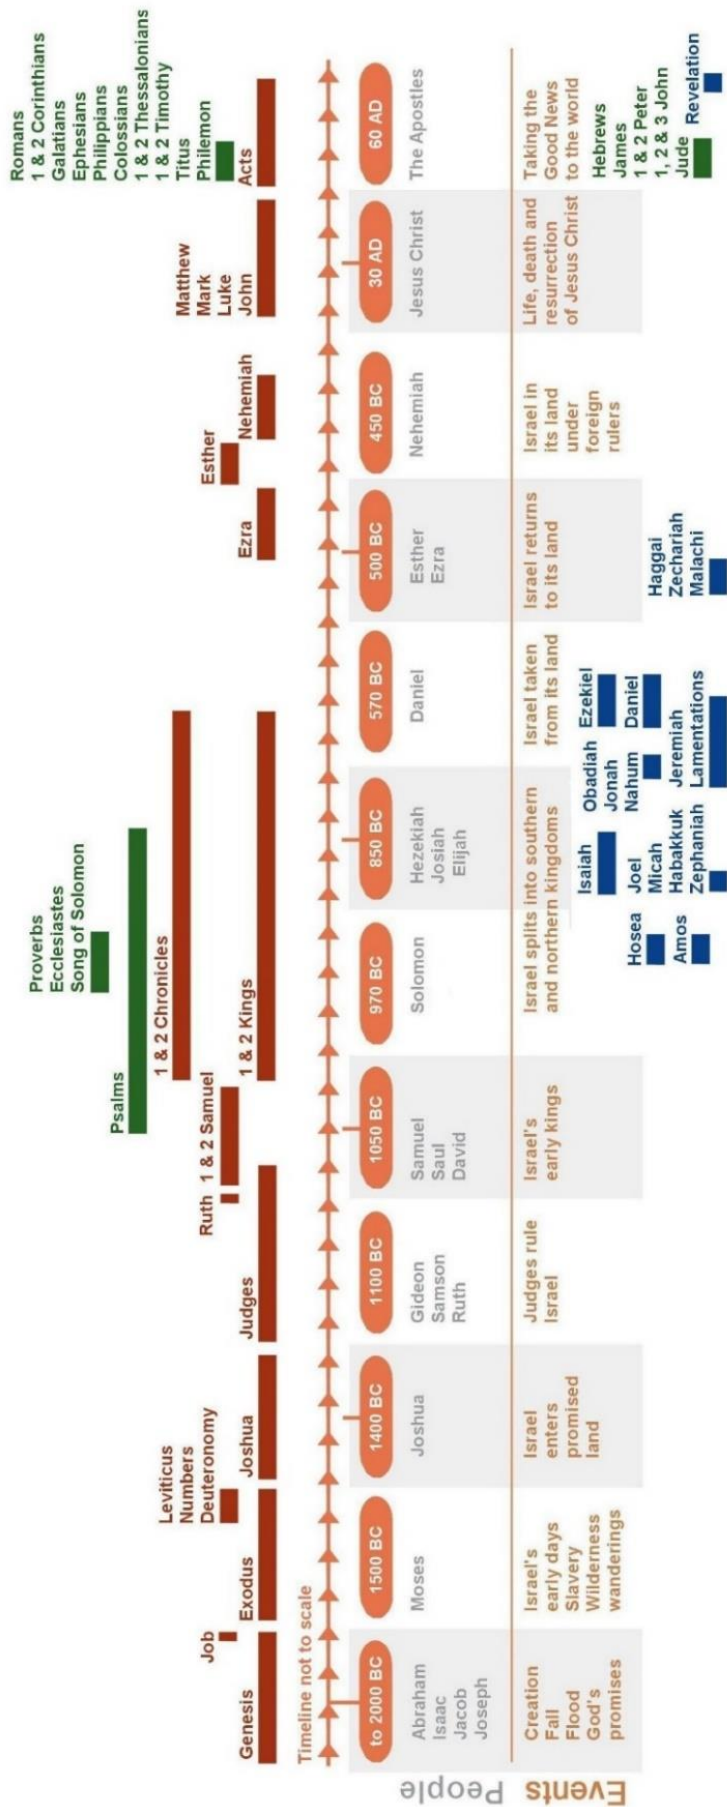 Romans
1 & 2 Corinthians
Galatians
Ephesians
Philippians
Colossians
1 & 2 Thessalonians
1 & 2 Timothy
Titus
Philemon
Proverbs
Ecclesiastes
Song of Solomon
Psalms
1 & 2 Chronicles
Leviticus
Numbers
Deuteronomy
Matthew
Mark
Luke
John
Job
Ruth
1 & 2 Samuel
Esther
Genesis
Exodus
Joshua
Judges
1 & 2 Kings
Ezra
Nehemiah
Acts
Timeline not to scale
to 2000 BC
1500 BC
1400 BC
1100 BC
1050 BC
970 BC
850 BC
570 BC
500 BC
450 BC
30 AD
60 AD
People
Abraham
Isaac
Jacob
Joseph
Moses
Joshua
Gideon
Samson
Ruth
Samuel
Saul
David
Solomon
Hezekiah
Josiah
Elijah
Daniel
Esther
Ezra
Nehemiah
Jesus Christ
The Apostles
Events
Creation
Fall
Flood
God's
promises
Israel's
early days
Slavery
Wilderness
wanderings
Israel
enters
promised
land
Judges rule
Israel
Israel's
early kings
Israel splits into southern
and northern kingdoms
Israel taken
from its land
Israel returns
to its land
Israel in
its land
under
foreign
rulers
Life, death and
resurrection
of Jesus Christ
Taking the
Good News
to the world
Hosea
Amos
Isaiah
Joel
Micah
Habakkuk
Zephaniah
Obadiah
Jonah
Nahum
Jeremiah
Lamentations
Ezekiel
Daniel
Haggai
Zechariah
Malachi
Hebrews
James
1 & 2 Peter
1, 2 & 3 John
Jude
Revelation